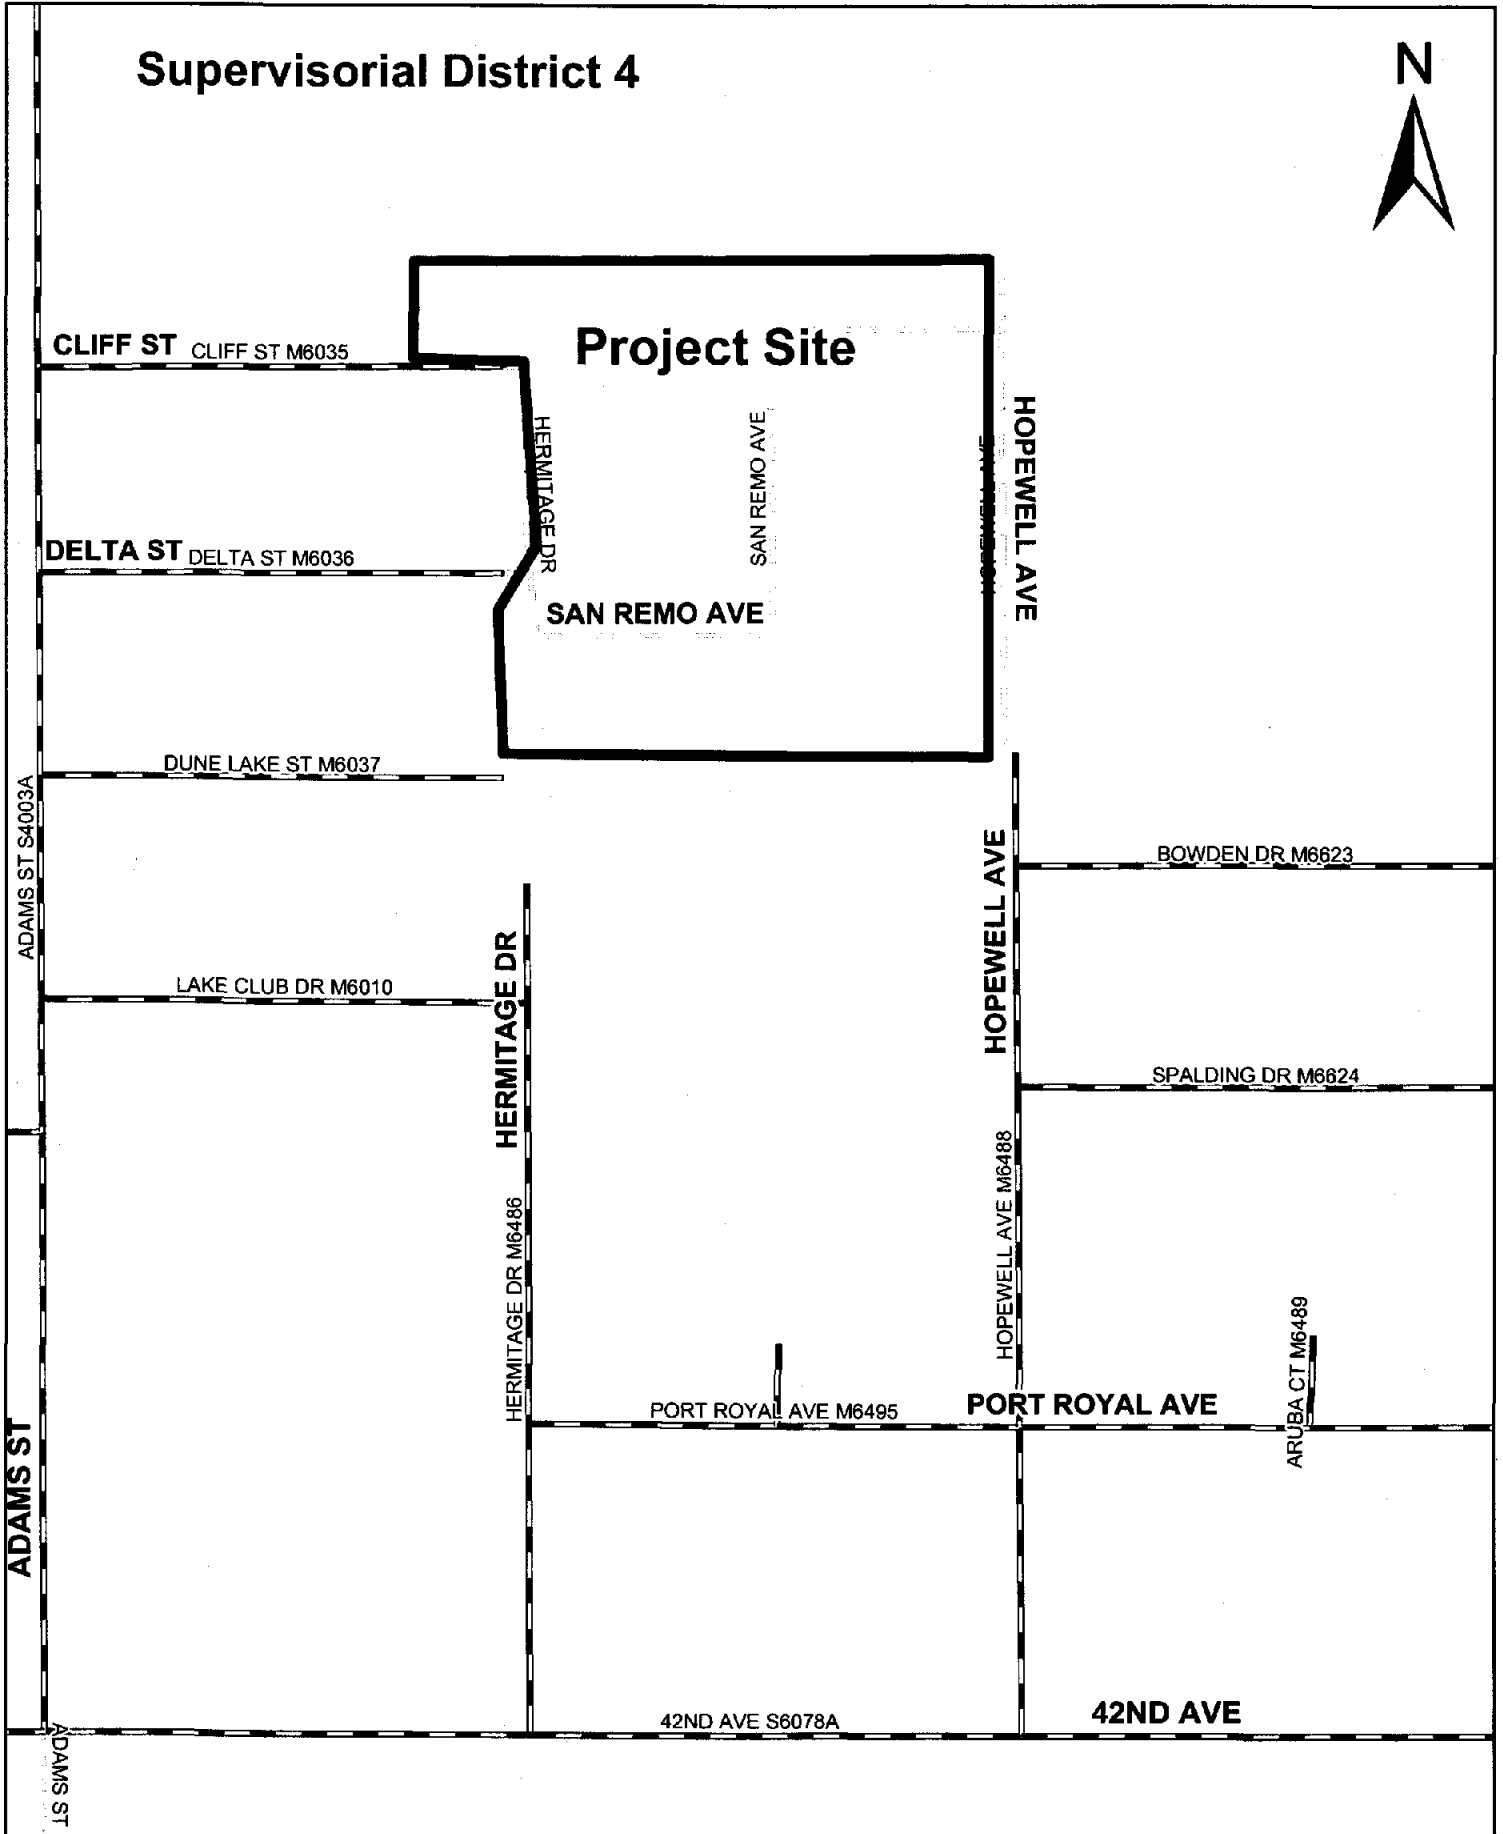 Supervisorial District 4
N
CLIFF ST
CLIFF ST M6035
Project Site
HERMITAGE DR
SAN REMO AVE
HOPEWELL AVE
HOPEWELL AVE
DELTA ST
DELTA ST M6036
SAN REMO AVE
DUNE LAKE ST M6037
ADAMS ST S4003A
BOWDEN DR M6623
HOPEWELL AVE
HERMITAGE DR
LAKE CLUB DR M6010
SPALDING DR M6624
HERMITAGE DR M6486
HOPEWELL AVE M6488
ARUBA CT M6489
PORT ROYAL AVE M6495
PORT ROYAL AVE
ADAMS ST
42ND AVE S6078A
42ND AVE
ADAMS ST